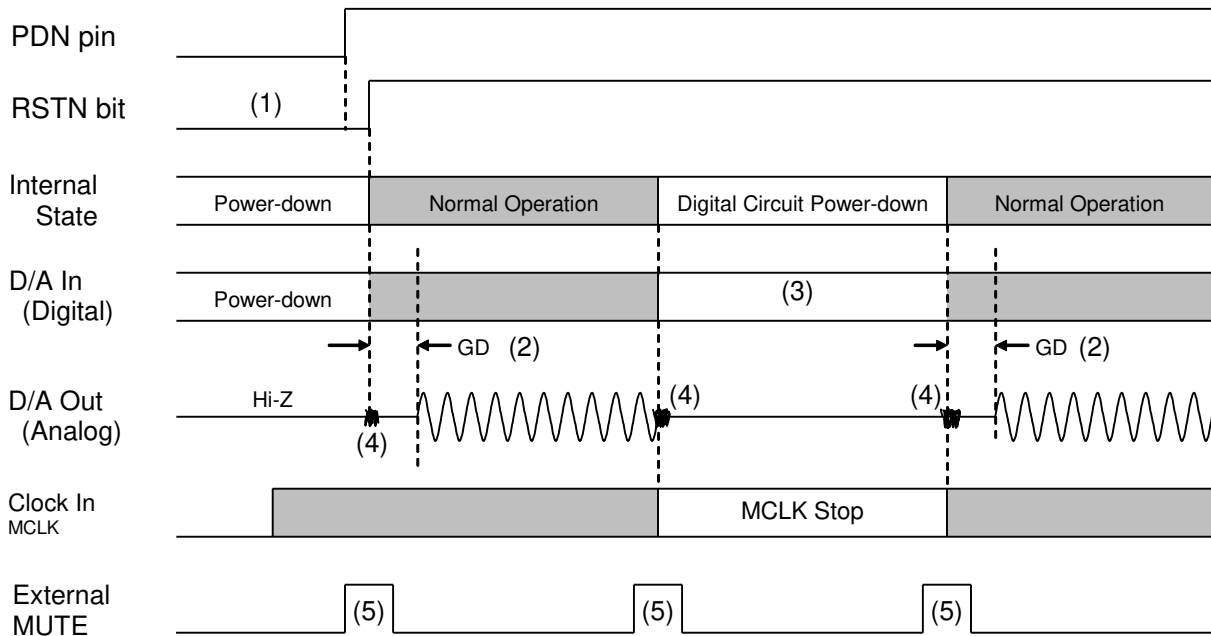 PDN pin
RSTN bit
(1)
Internal
State
Power-down
Normal Operation
Digital Circuit Power-down
Normal Operation
D/A In
(Digital)
Power-down
(3)
GD (2)
GD (2)
D/A Out
(Analog)
Hi-Z
(4)
(4)
(4)
Clock In
MCLK
MCLK Stop
External
MUTE
(5)
(5)
(5)